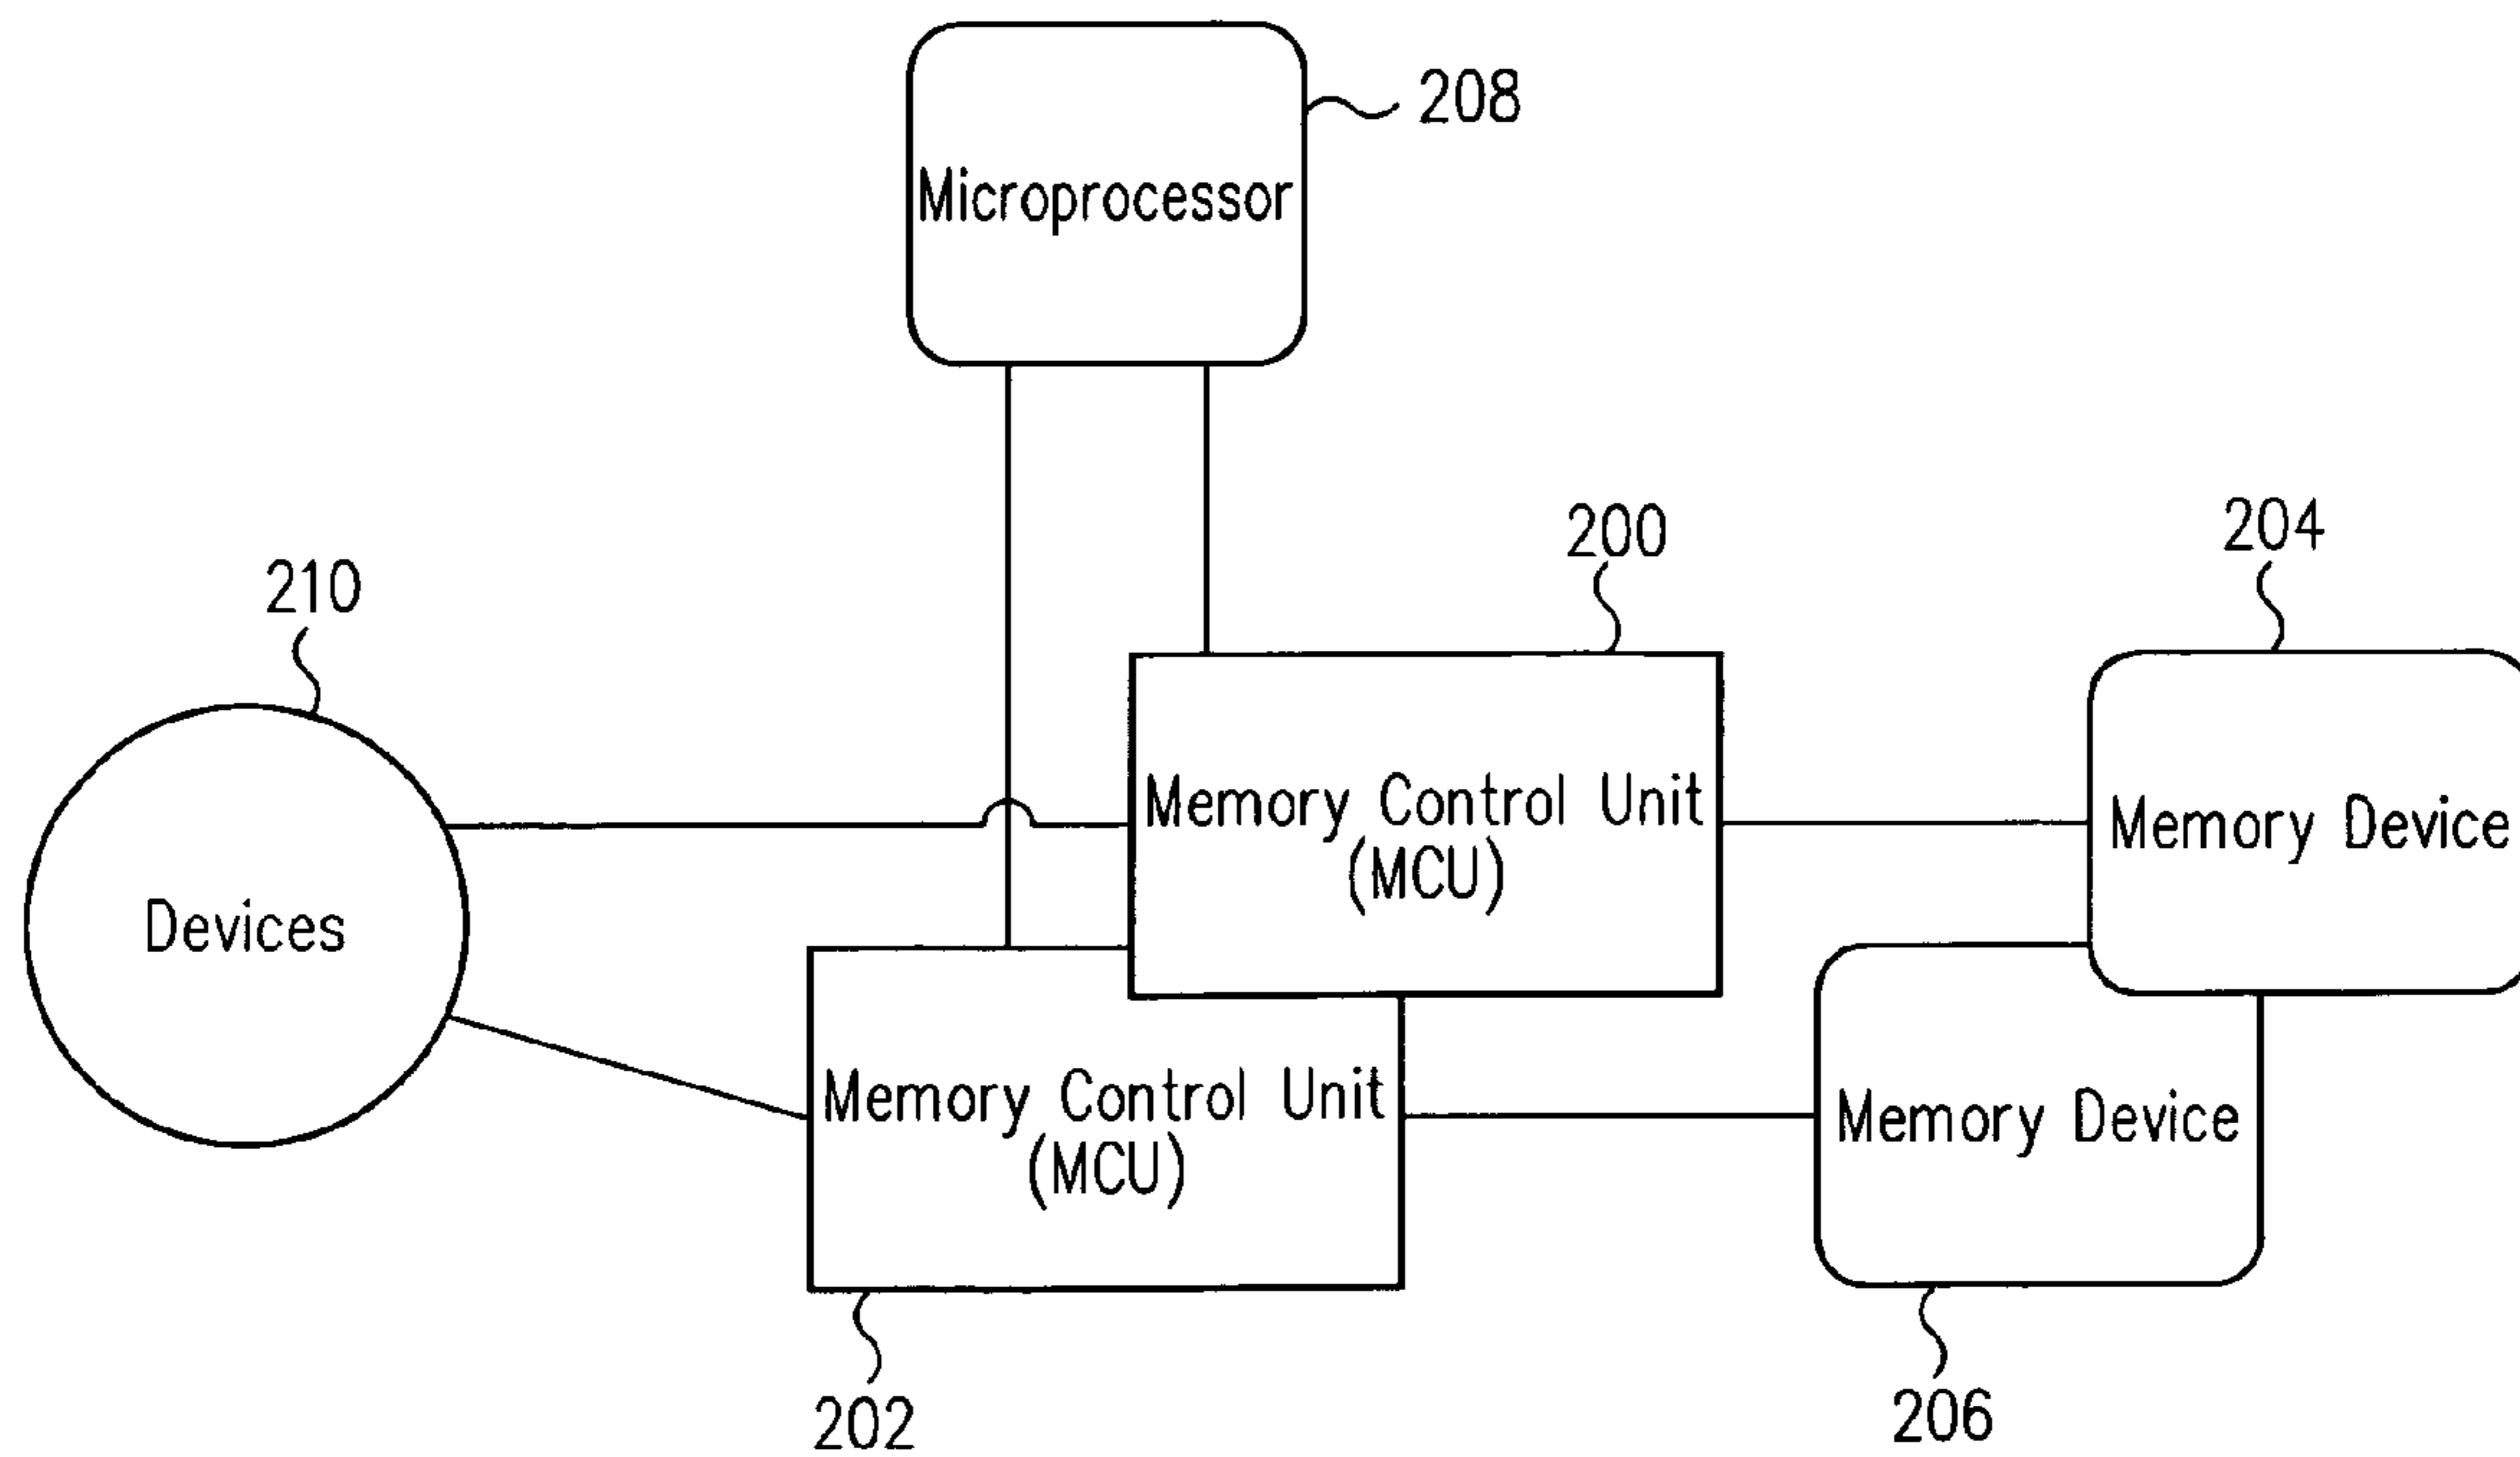 208
Microprocessor
200
204
210
Memory Control Unit
(MCU)
Memory Device
Devices
Memory Control Unit
(MCU)
Memory Device
202
206